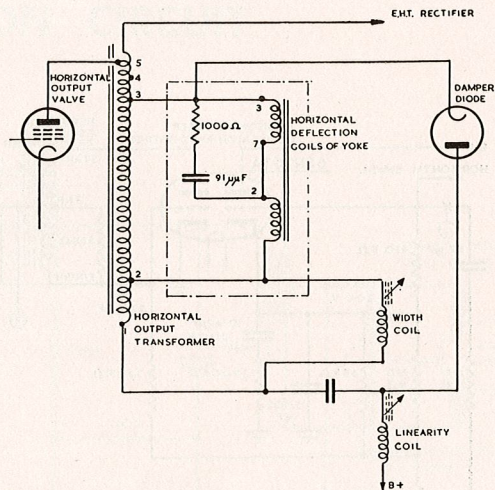 E.H.T. RECTIFIER
HORIZONTAL
OUTPUT
VALVE
5
4
3
1000Ω
91μμF
3
7
2
HORIZONTAL
DEFLECTION
COILS OF YOKE
DAMPER
DIODE
2
1
HORIZONTAL
OUTPUT
TRANSFORMER
WIDTH
COIL
LINEARITY
COIL
B+